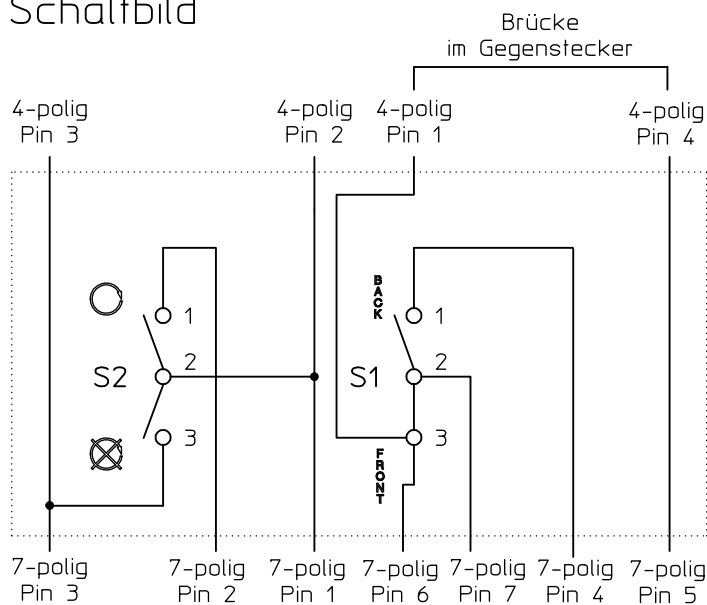 Schaltbild
Brücke
im Gegenstecker
4-polig
Pin 3
4-polig
Pin 2
4-polig
Pin 1
4-polig
Pin 4
BACK
1
2
3
S2
1
2
3
S1
FRONT
7-polig
Pin 3
7-polig
Pin 2
7-polig
Pin 1
7-polig
Pin 6
7-polig
Pin 7
7-polig
Pin 4
7-polig
Pin 5